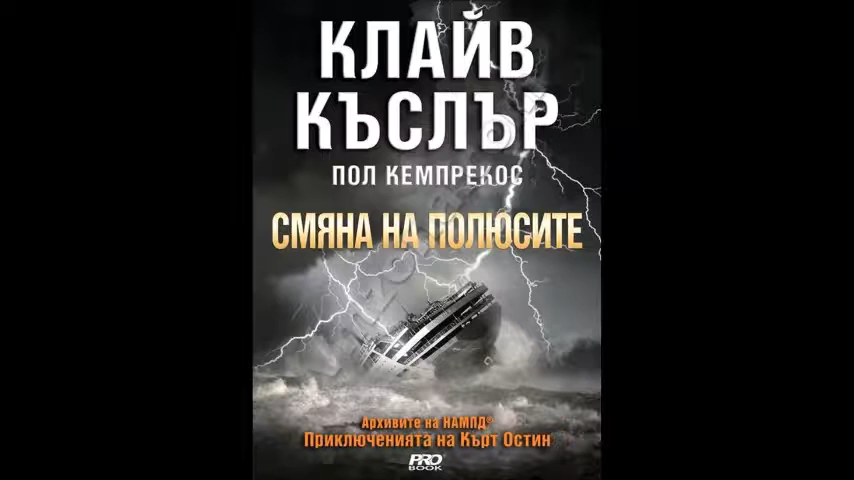 КЛАЙВ
КЪСЛЪР
ПОЛ КЕМПРЕКОС
СМЯНА НА ПОЛЮСИТЕ
Архивите на НАМПД®
Приключенията на Кърт Остин
PRO
BOOK